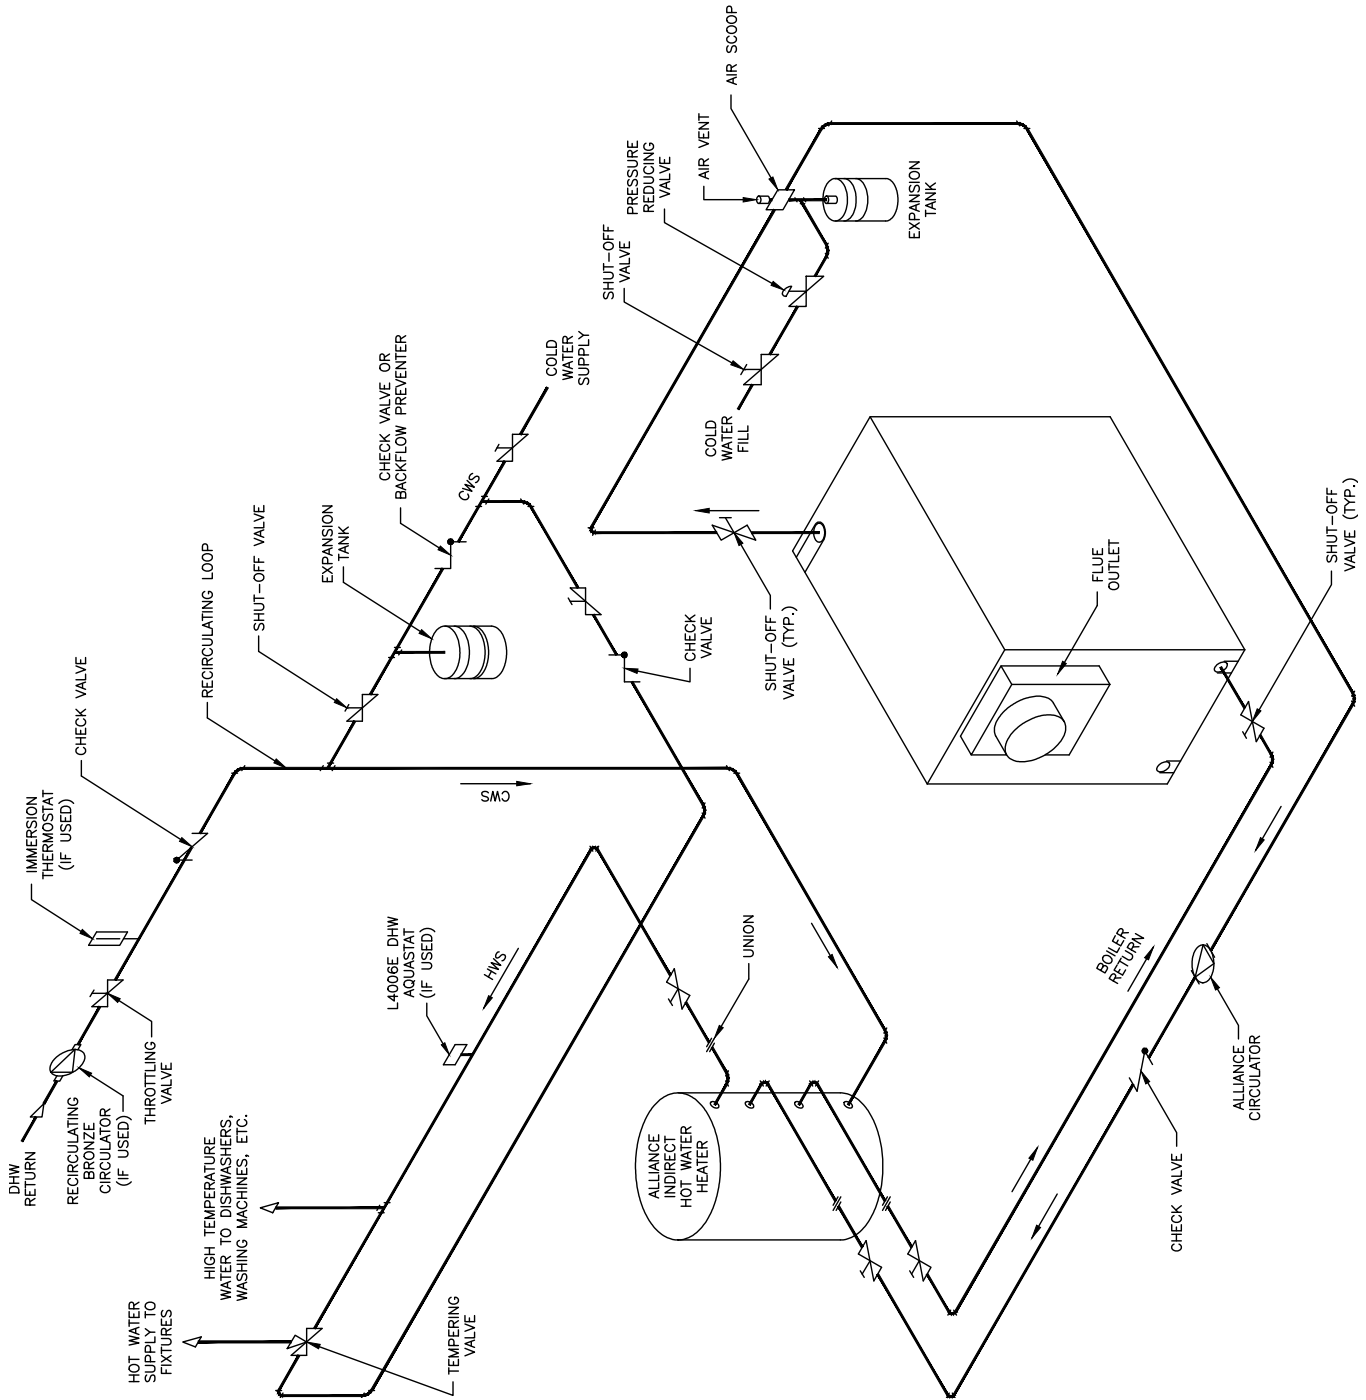 DHW
RETURN
RECIRCULATING
BRONZE
CIRCULATOR
(IF USED)
THROTTLING
VALVE
IMMERSION
THERMOSTAT
(IF USED)
CHECK VALVE
RECIRCULATING LOOP
SHUT-OFF VALVE
EXPANSION
TANK
CHECK VALVE OR
BACKFLOW PREVENTER
CWS
COLD
WATER
SUPPLY
CHECK
VALVE
CWS
HOT WATER
SUPPLY TO
FIXTURES
HIGH TEMPERATURE
WATER TO DISHWASHERS,
WASHING MACHINES, ETC.
TEMPERING
VALVE
L4006E DHW
AQUASTAT
(IF USED)
HWS
UNION
ALLIANCE
INDIRECT
HOT WATER
HEATER
SHUT-OFF
VALVE
PRESSURE
REDUCING
VALVE
AIR VENT
AIR SCOOP
EXPANSION
TANK
COLD
WATER
FILL
SHUT-OFF
VALVE (TYP.)
FLUE
OUTLET
SHUT-OFF
VALVE (TYP.)
BOILER
RETURN
ALLIANCE
CIRCULATOR
CHECK VALVE